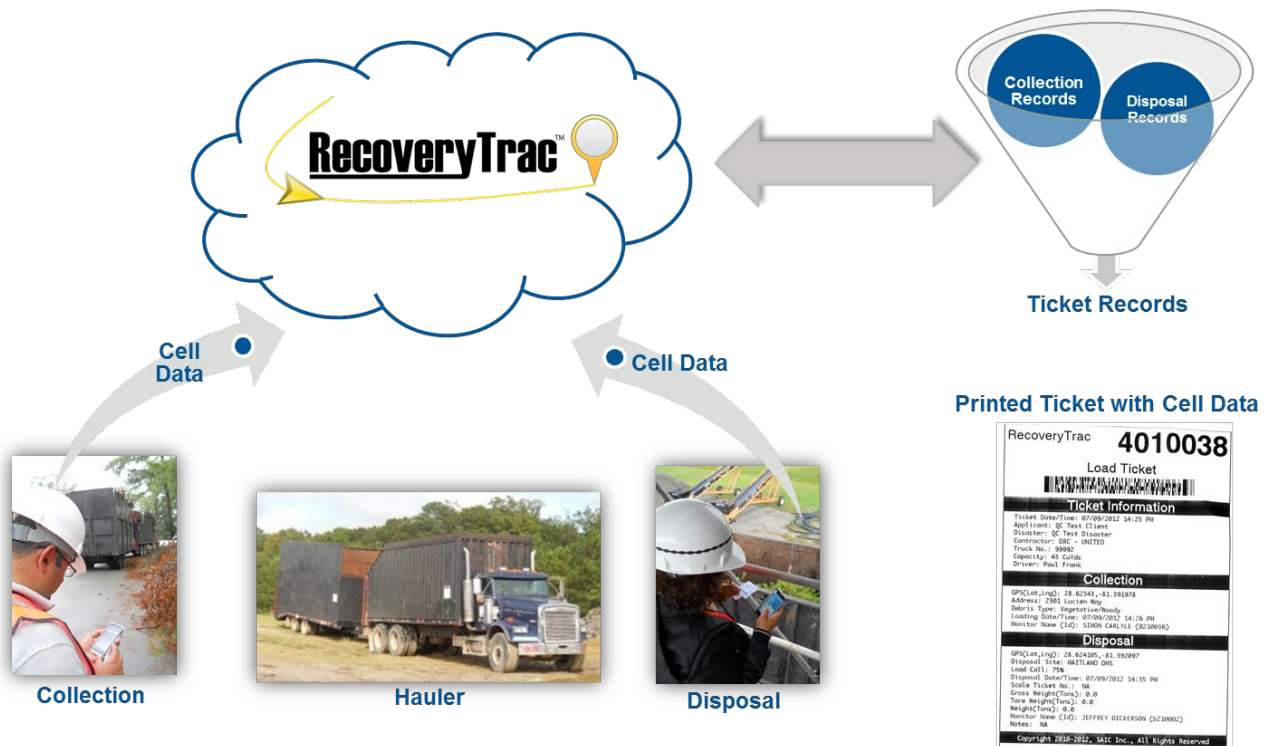 RecoveryTrac™
Collection
Records
Disposal
Records
Ticket Records
Cell
Data
Cell Data
Collection
Hauler
Disposal
Printed Ticket with Cell Data
RecoveryTrac 4010038
Load Ticket
Ticket Information
Ticket Date/Time: 07/09/2012 14:25 PM
Applicant: QC Test Client
Disaster: QC Test Disaster
Contractor: DRC - UNITED
Truck No.: 99992
Capacity: 43 CuYds
Driver: Paul Frank
Collection
GPS(Lat,Lng): 28.62343,-81.391978
Address: 2301 Lucien Way
Debris Type: Vegetative/Woody
Loading Date/Time: 07/09/2012 14:26 PM
Monitor Name (Id): SIMON CARLYLE (B210036)
Disposal
GPS(Lat,Lng): 28.624105,-81.392097
Disposal Site: MAITLAND DMS
Load Call: 75%
Disposal Date/Time: 07/09/2012 14:35 PM
Scale Ticket No.: NA
Gross Weight(Tons): 0.0
Tare Weight(Tons): 0.0
Weight(Tons): 0.0
Monitor Name (Id): JEFFREY DICKERSON (b210002)
Notes: NA
Copyright 2010-2012, SAIC Inc., All Rights Reserved